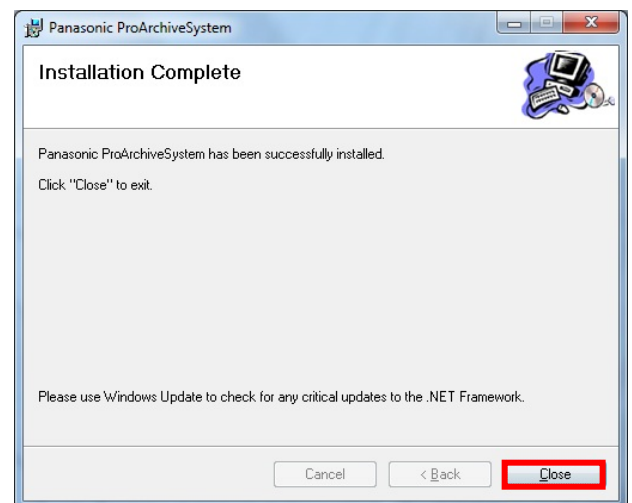 Panasonic ProArchiveSystem
Installation Complete
Panasonic ProArchiveSystem has been successfully installed.
Click "Close" to exit.
Please use Windows Update to check for any critical updates to the .NET Framework.
Cancel
< Back
Close